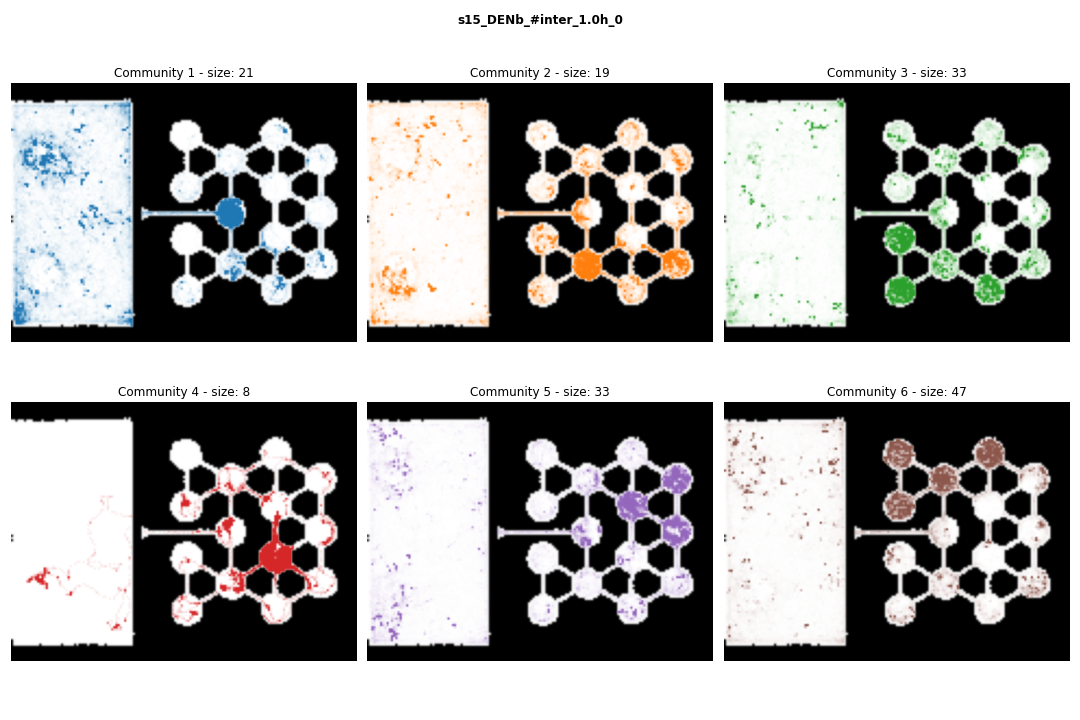 s15_DENb_#inter_1.0h_0
Community 1 - size: 21
Community 2 - size: 19
Community 3 - size: 33
Community 4 - size: 8
Community 5 - size: 33
Community 6 - size: 47